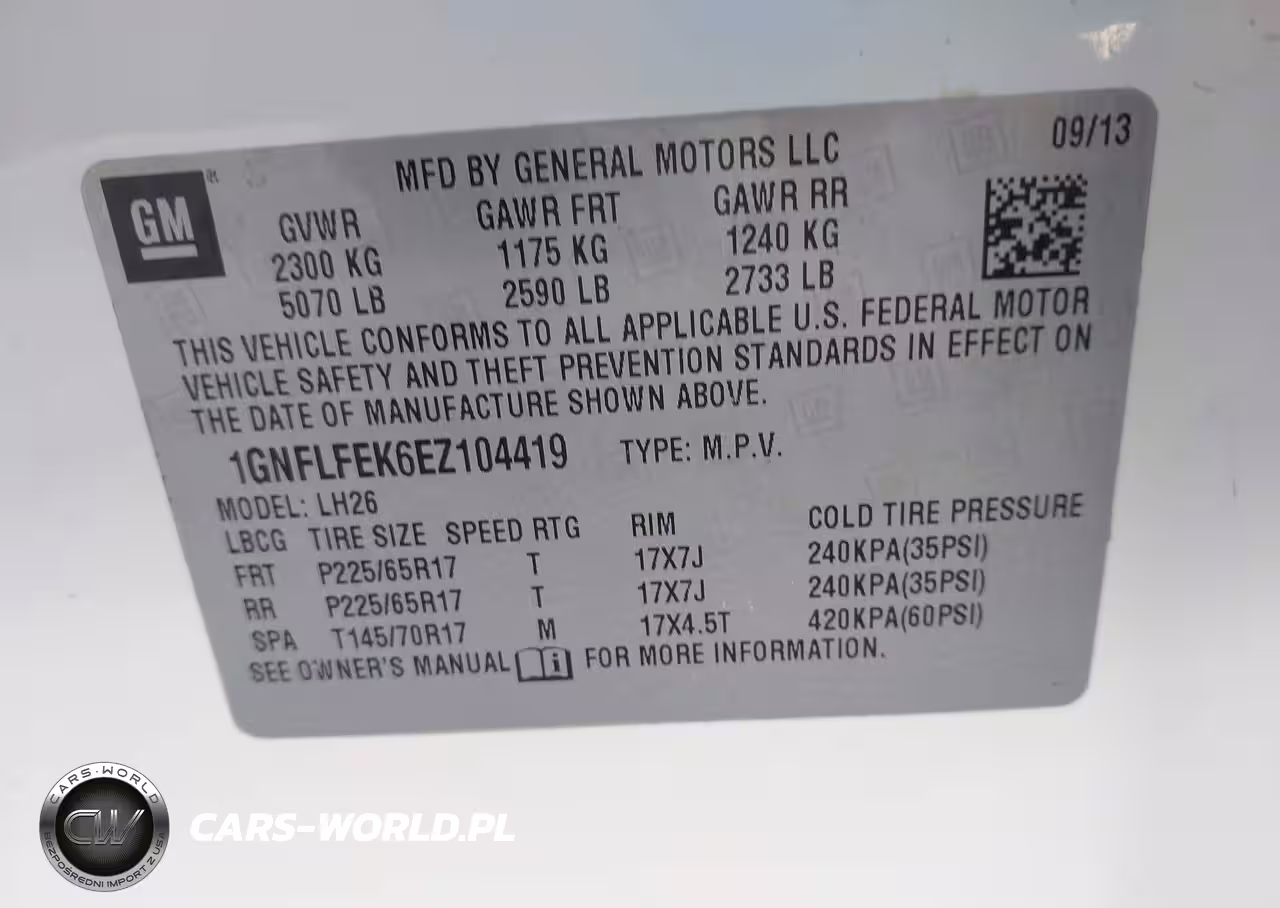 09/13
MFD BY GENERAL MOTORS LLC
GM
GVWR GAWR FRT GAWR RR
2300 KG 1175 KG 1240 KG
5070 LB 2590 LB 2733 LB
THIS VEHICLE CONFORMS TO ALL APPLICABLE U.S. FEDERAL MOTOR
VEHICLE SAFETY AND THEFT PREVENTION STANDARDS IN EFFECT ON
THE DATE OF MANUFACTURE SHOWN ABOVE.
1GNFLFEK6EZ104419 TYPE: M.P.V.
MODEL: LH26
LBCG TIRE SIZE SPEED RTG RIM COLD TIRE PRESSURE
FRT P225/65R17 T 17X7J 240KPA(35PSI)
RR P225/65R17 T 17X7J 240KPA(35PSI)
SPA T145/70R17 M 17X4.5T 420KPA(60PSI)
SEE OWNER'S MANUAL i FOR MORE INFORMATION.
CARS-WORLD
CW
BEZPOŚREDNI IMPORT Z USA
CARS-WORLD.PL